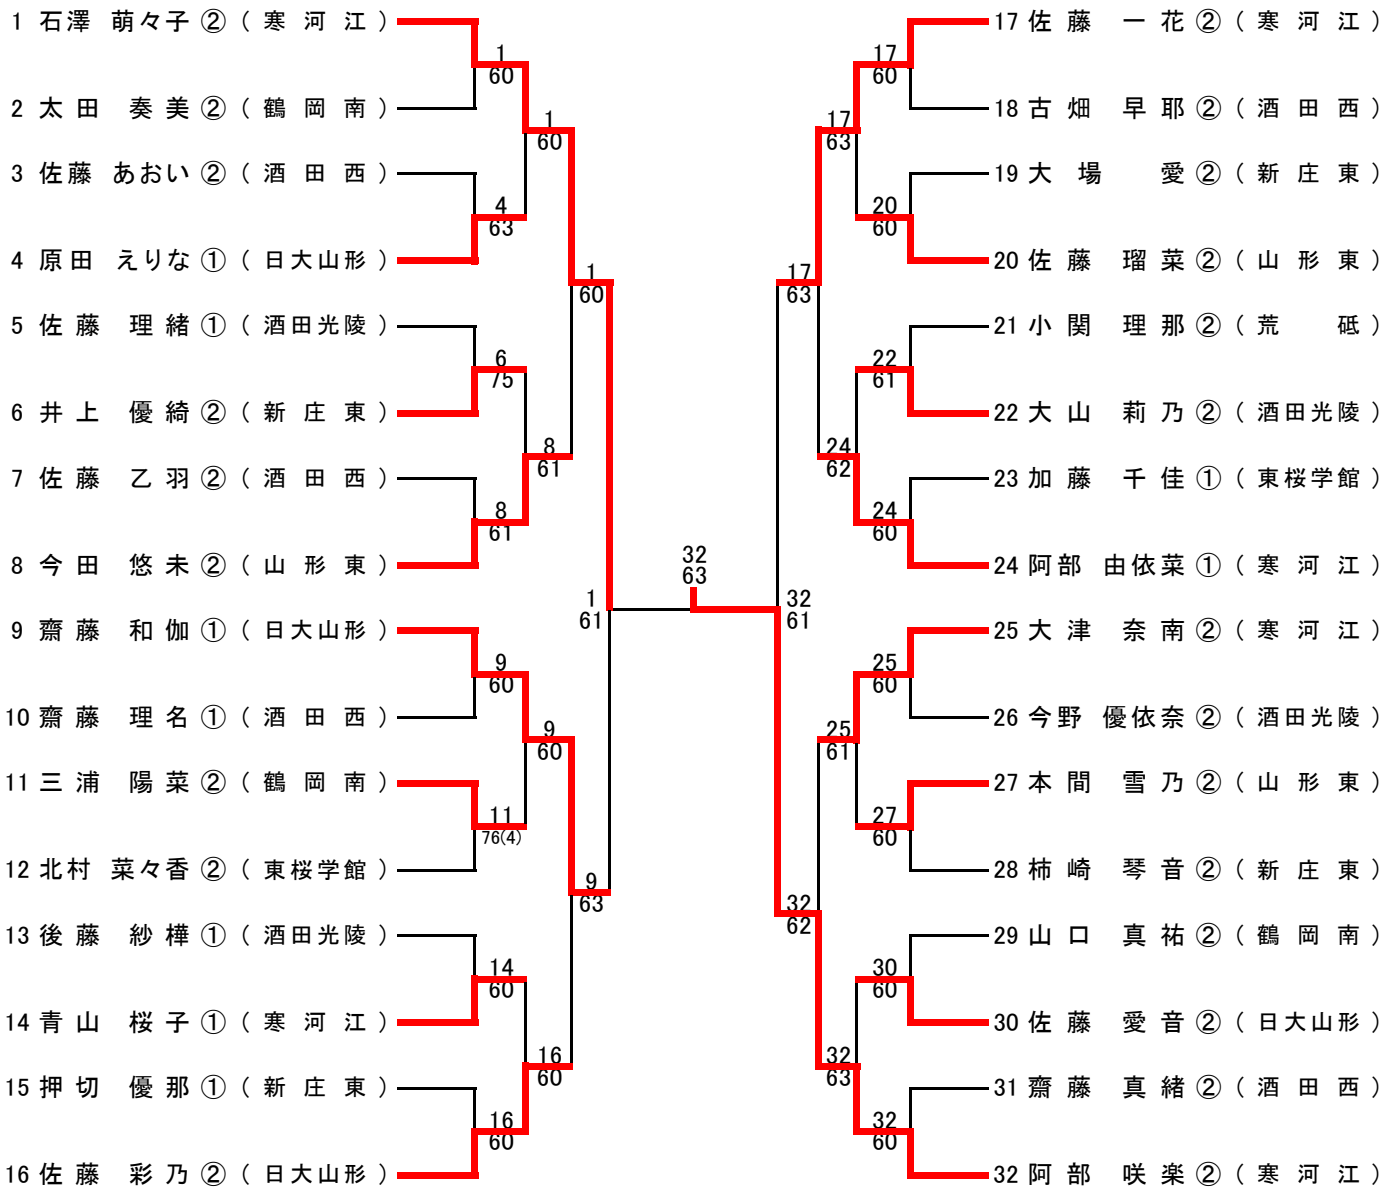 1 石澤 萌々子 ② ( 寒 河 江 )
2 太 田 奏 美 ② ( 鶴 岡 南 )
3 佐藤 あおい ② ( 酒 田 西 )
4 原田 えりな ① ( 日大山形 )
5 佐 藤 理 緒 ① ( 酒田光陵 )
6 井 上 優 綺 ② ( 新 庄 東 )
7 佐 藤 乙 羽 ② ( 酒 田 西 )
8 今 田 悠 未 ② ( 山 形 東 )
9 齋 藤 和 伽 ① ( 日大山形 )
10 齋 藤 理 名 ① ( 酒 田 西 )
11 三 浦 陽 菜 ② ( 鶴 岡 南 )
12 北村 菜々香 ② ( 東桜学館 )
13 後 藤 紗 樺 ① ( 酒田光陵 )
14 青 山 桜 子 ① ( 寒 河 江 )
15 押 切 優 那 ① ( 新 庄 東 )
16 佐 藤 彩 乃 ② ( 日大山形 )
1
60
4
63
6
75
8
61
9
60
11
76(4)
14
60
16
60
1
60
8
61
9
60
16
60
1
60
9
63
1
61
32
63
32
61
17
63
32
62
17
63
24
62
25
61
32
63
17
60
20
60
22
61
24
60
25
60
27
60
30
60
32
60
17 佐 藤 一 花 ② ( 寒 河 江 )
18 古 畑 早 耶 ② ( 酒 田 西 )
19 大 場 愛 ② ( 新 庄 東 )
20 佐 藤 瑠 菜 ② ( 山 形 東 )
21 小 関 理 那 ② ( 荒 砥 )
22 大 山 莉 乃 ② ( 酒田光陵 )
23 加 藤 千 佳 ① ( 東桜学館 )
24 阿部 由依菜 ① ( 寒 河 江 )
25 大 津 奈 南 ② ( 寒 河 江 )
26 今野 優依奈 ② ( 酒田光陵 )
27 本 間 雪 乃 ② ( 山 形 東 )
28 柿 崎 琴 音 ② ( 新 庄 東 )
29 山 口 真 祐 ② ( 鶴 岡 南 )
30 佐 藤 愛 音 ② ( 日大山形 )
31 齋 藤 真 緒 ② ( 酒 田 西 )
32 阿 部 咲 楽 ② ( 寒 河 江 )